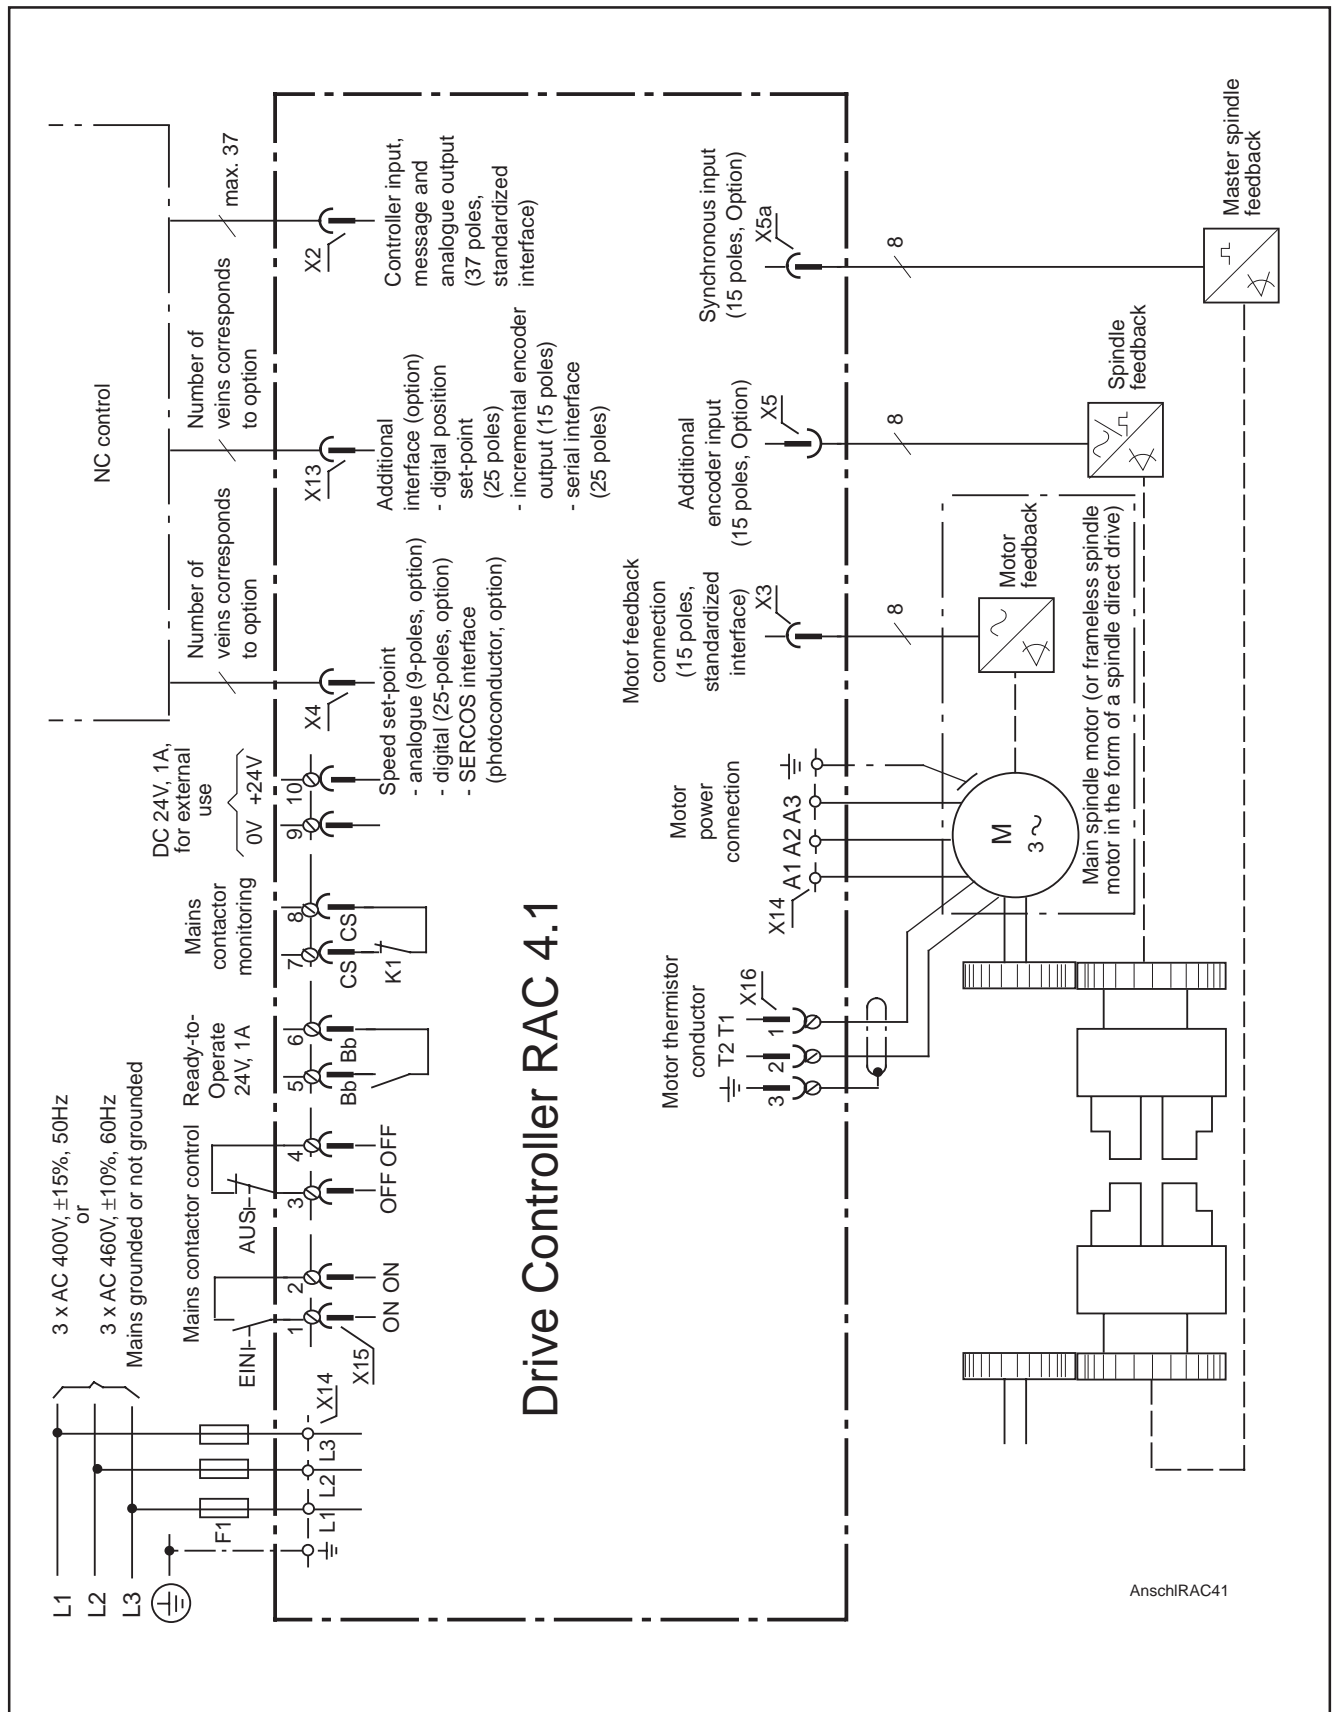 L1
L2
L3
3 x AC 400V, ±15%, 50Hz
or
3 x AC 460V, ±10%, 60Hz
Mains grounded or not grounded
F1
L1
L2
L3
X14
Mains contactor control
EIN
AUS
1
2
3
4
X15
ON ON
OFF OFF
Ready-to-
Operate
24V, 1A
5
6
Bb
Bb
Mains
contactor
monitoring
7
8
CS
CS
K1
DC 24V, 1A,
for external
use
0V +24V
9
10
NC control
Number of
veins corresponds
to option
X4
Speed set-point
- analogue (9-poles, option)
- digital (25-poles, option)
- SERCOS interface
(photoconductor, option)
Number of
veins corresponds
to option
X13
Additional
interface (option)
- digital position
set-point
(25 poles)
- incremental encoder
output (15 poles)
- serial interface
(25 poles)
max. 37
X2
Controller input,
message and
analogue output
(37 poles,
standardized
interface)
Drive Controller RAC 4.1
Motor thermistor
conductor
T2 T1
X16
3
2
1
Motor
power
connection
X14
A1 A2 A3
Motor feedback
connection
(15 poles,
standardized
interface)
X3
8
Additional
encoder input
(15 poles, Option)
X5
8
Synchronous input
(15 poles, Option)
X5a
8
M
3
Motor
feedback
Main spindle motor (or frameless spindle
motor in the form of a spindle direct drive)
Spindle
feedback
Master spindle
feedback
AnschlRAC41